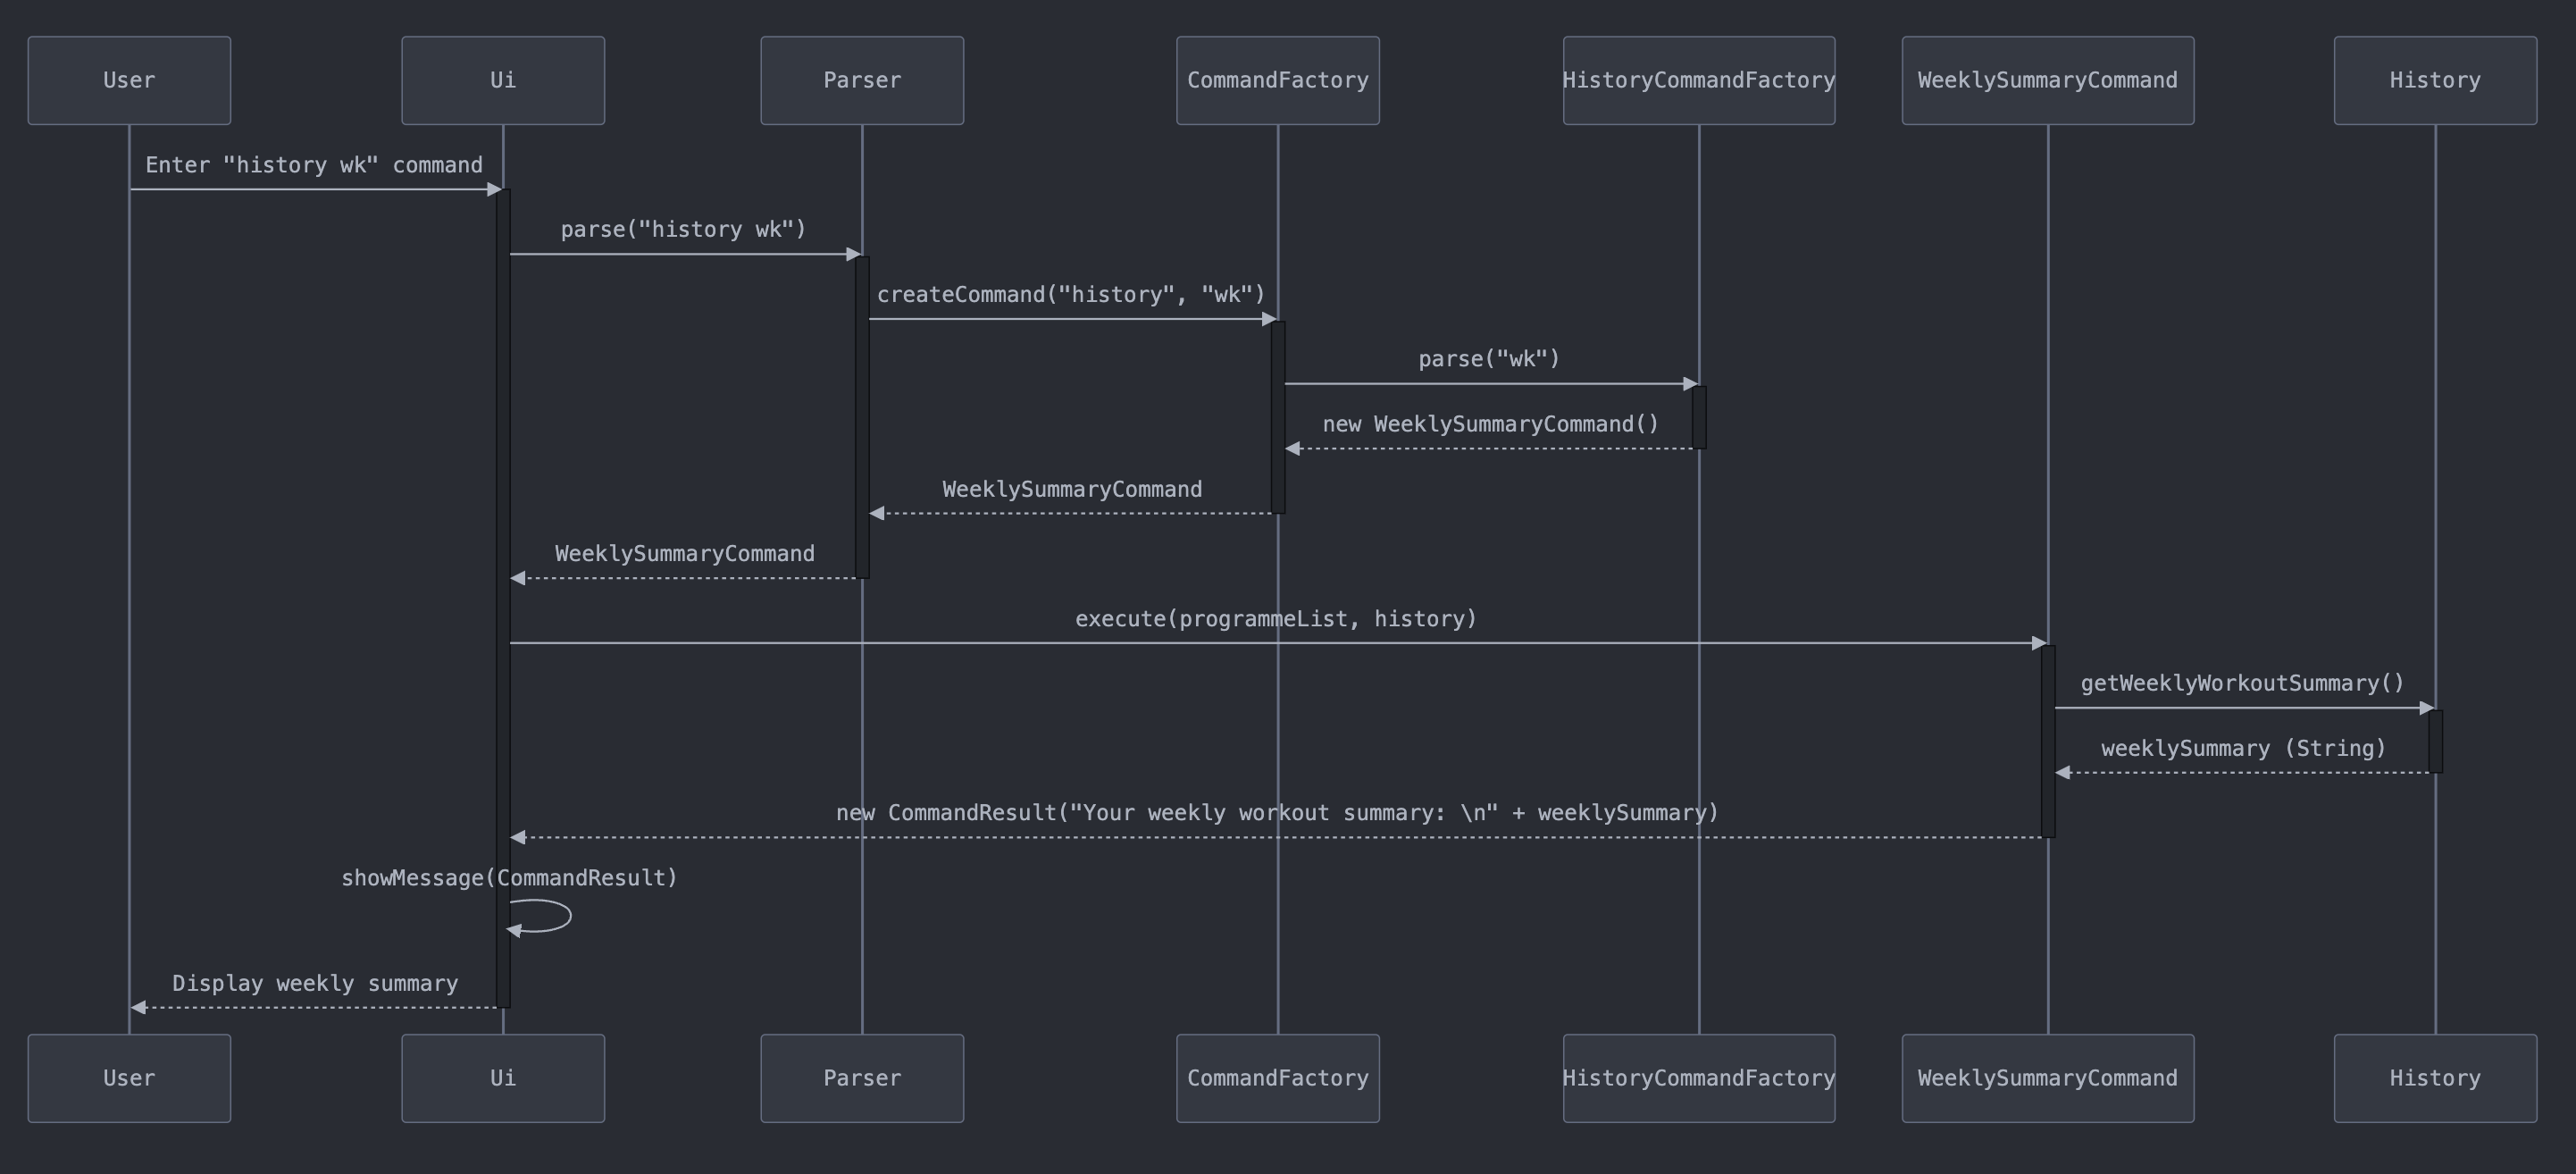 User
Ui
Parser
CommandFactory
HistoryCommandFactory
WeeklySummaryCommand
History
Enter "history wk" command
parse("history wk")
createCommand("history", "wk")
parse("wk")
new WeeklySummaryCommand()
WeeklySummaryCommand
WeeklySummaryCommand
execute(programmeList, history)
getWeeklyWorkoutSummary()
weeklySummary (String)
new CommandResult("Your weekly workout summary: \n" + weeklySummary)
showMessage(CommandResult)
Display weekly summary
User
Ui
Parser
CommandFactory
HistoryCommandFactory
WeeklySummaryCommand
History